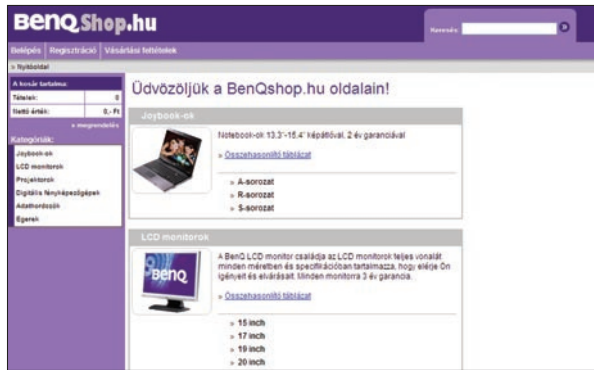 BenQ Shop.hu
Keresés:
Belépés Regisztráció Vásárlási feltételek
» Nyitóoldal
A kosár tartalma:
Tételek: 0
Nettó érték: 0,- Ft
» megrendelés
Kategóriák:
Joybook-ok
LCD monitorok
Projektorok
Digitális fényképezőgépek
Adathordozók
Egerek
Üdvözöljük a BenQshop.hu oldalain!
Joybook-ok
Notebook-ok 13.3"-15.4" képátlóval, 2 év garanciával
» Összehasonlító táblázat
» A-sorozat
» R-sorozat
» S-sorozat
LCD monitorok
BenQ
A BenQ LCD monitor családja az LCD monitorok teljes vonalát
minden méretben és specifikációban tartalmazza, hogy elérje Ön
igényeit és elvárásait. Minden monitorra 3 év garancia.
» Összehasonlító táblázat
» 15 inch
» 17 inch
» 19 inch
» 20 inch